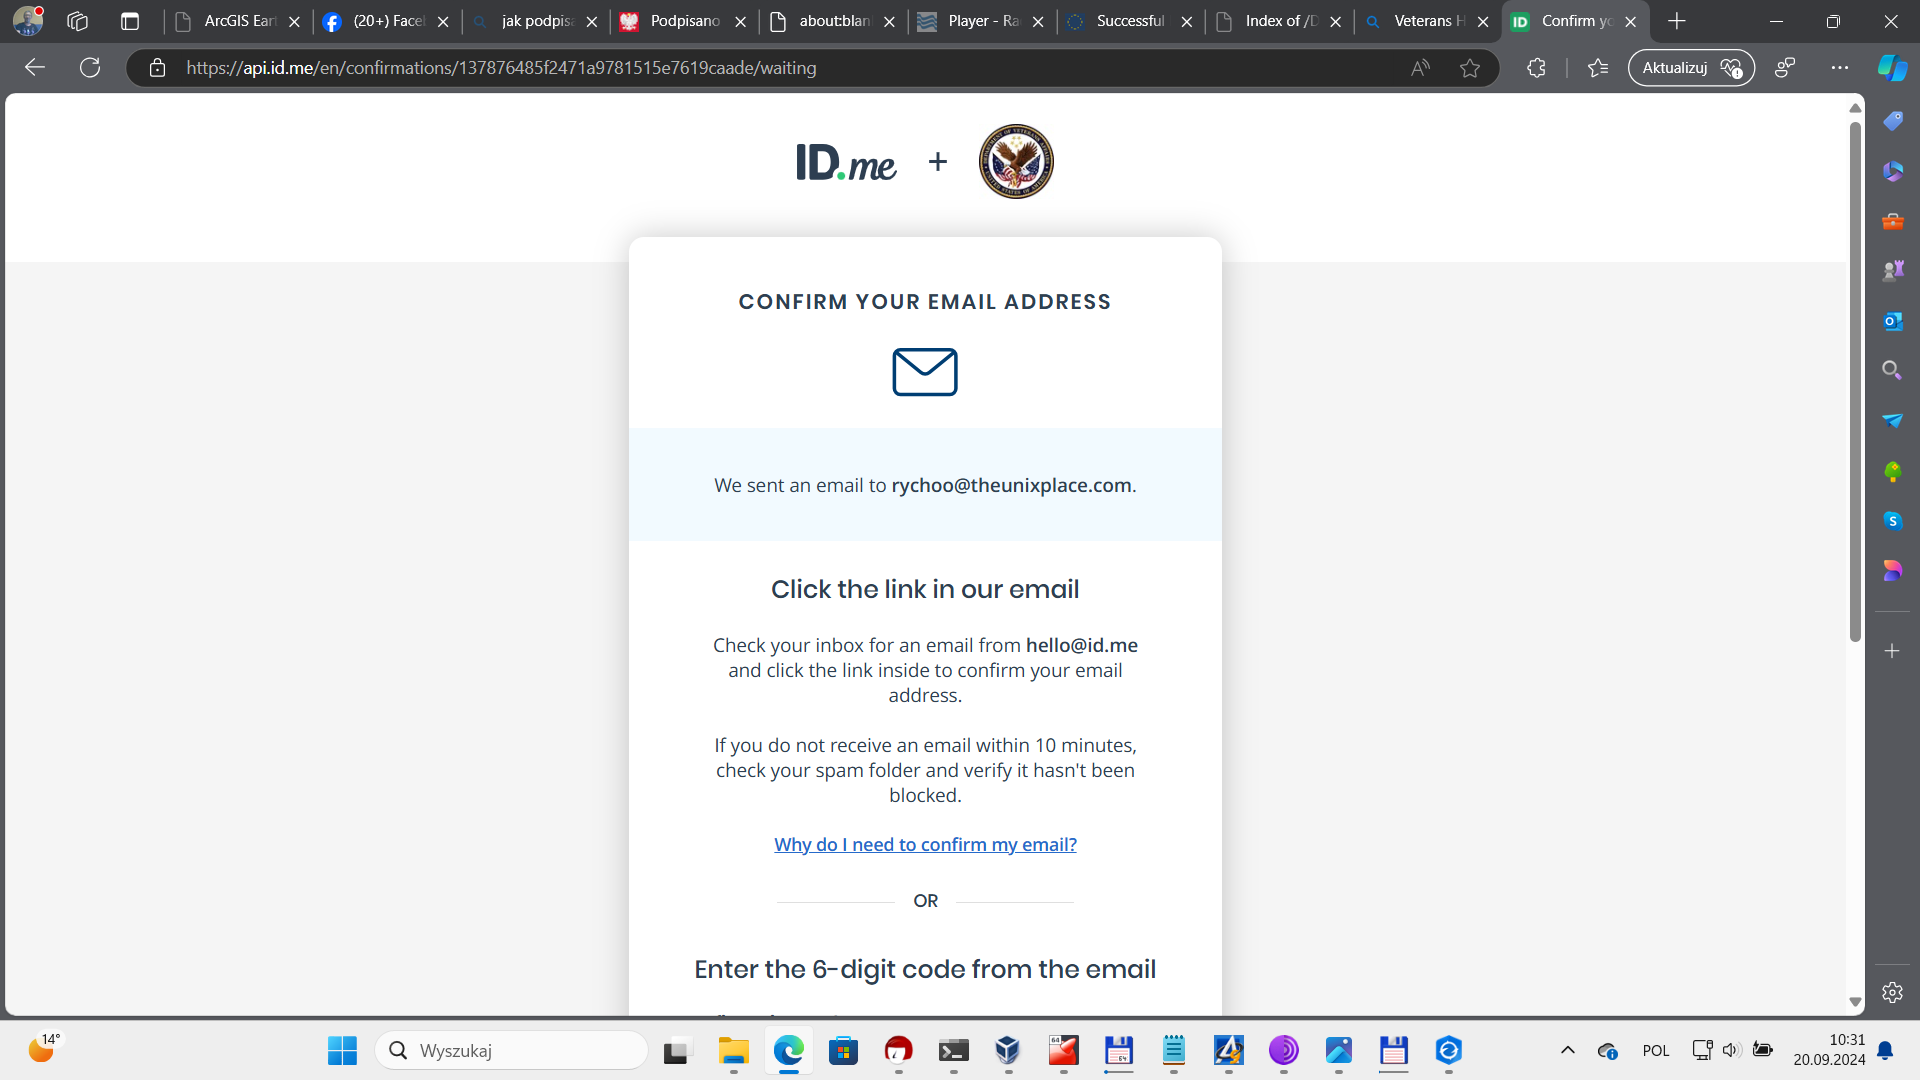 ArcGIS Eart
(20+) Faceb
jak podpisa
Podpisano
about:blan
Player - Ra
Successful
Index of /D
Veterans H
ID
Confirm yo
https://api.id.me/en/confirmations/137876485f2471a9781515e7619caade/waiting
Aktualizuj
ID.me +
CONFIRM YOUR EMAIL ADDRESS
We sent an email to rychoo@theunixplace.com.
Click the link in our email
Check your inbox for an email from hello@id.me
and click the link inside to confirm your email
address.
If you do not receive an email within 10 minutes,
check your spam folder and verify it hasn't been
blocked.
Why do I need to confirm my email?
OR
Enter the 6-digit code from the email
14°
Wyszukaj
POL
10:31
20.09.2024